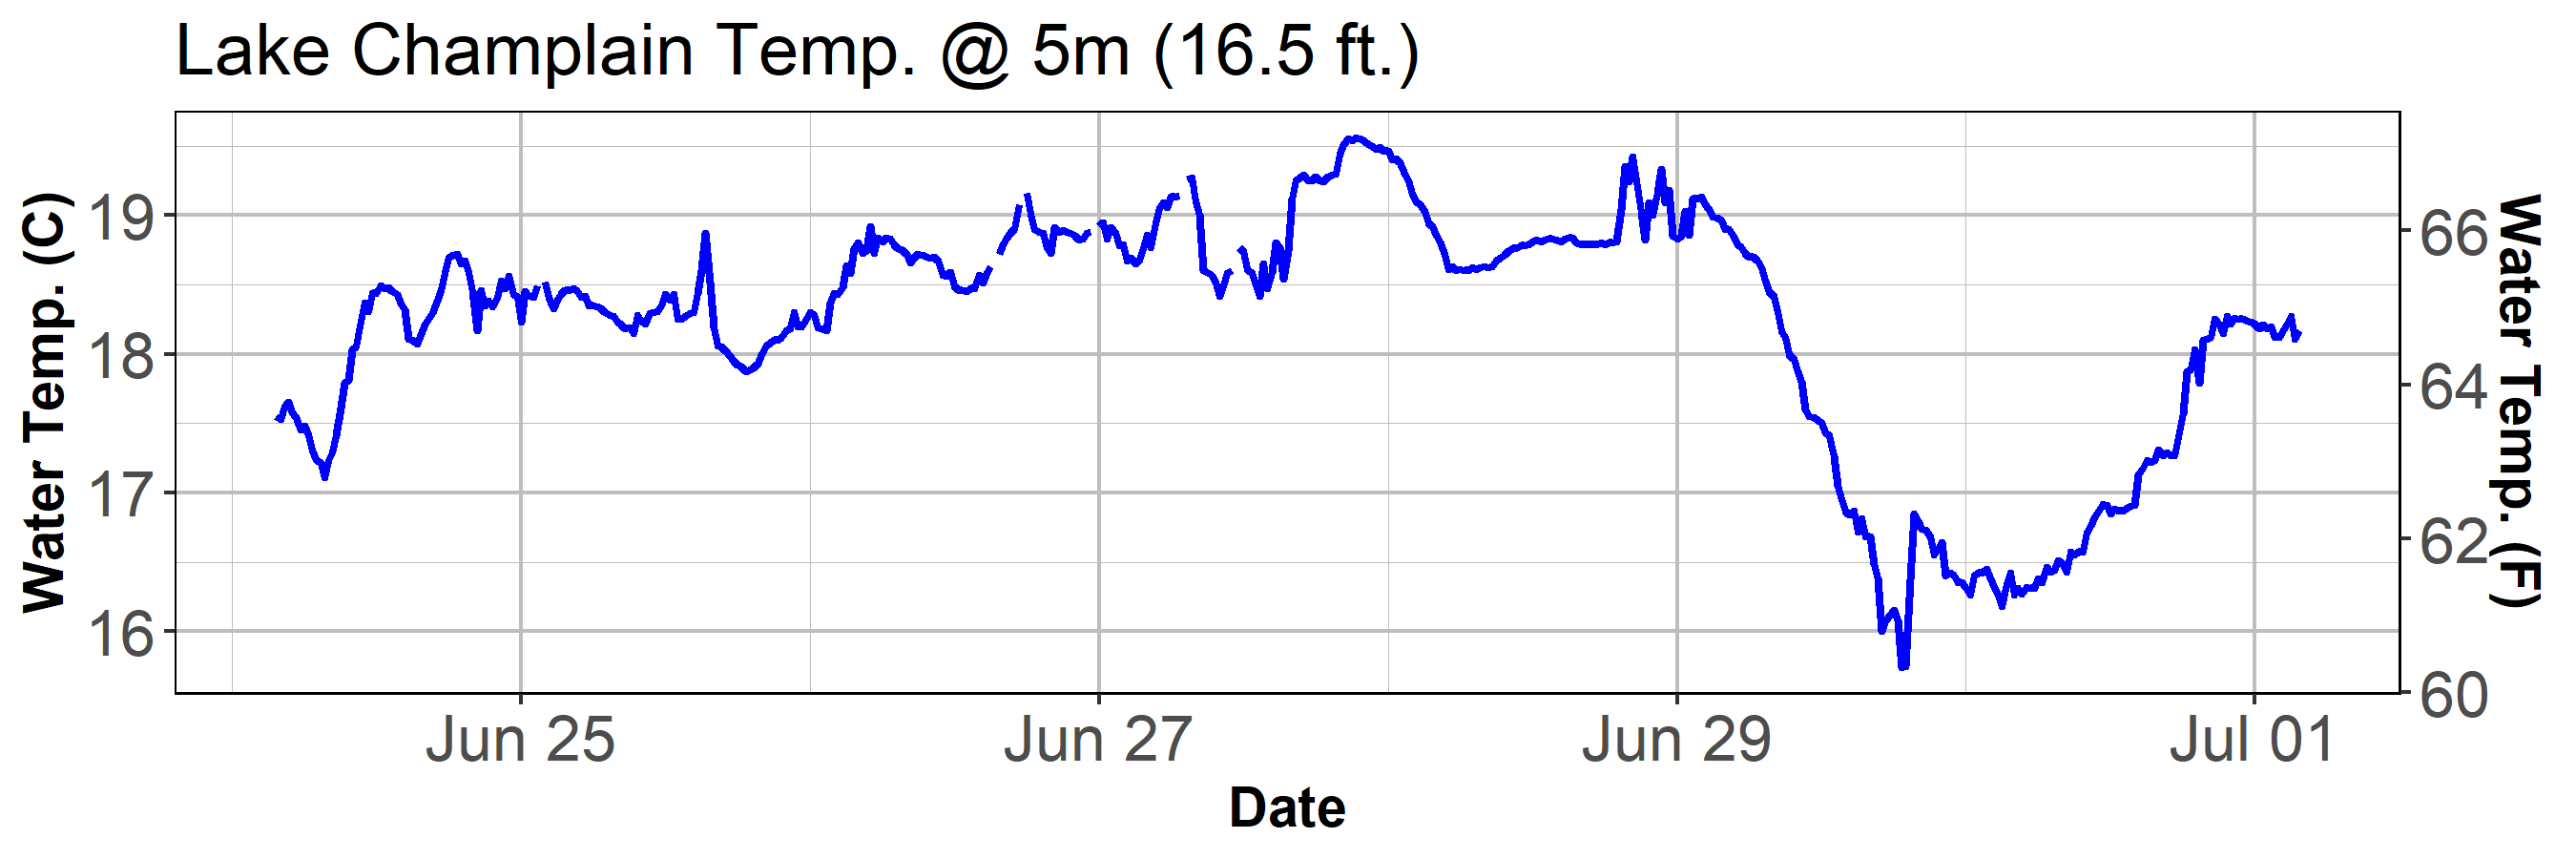 Lake Champlain Temp. @ 5m (16.5 ft.)
Water Temp. (C)
19
18
17
16
66
64
62
60
Water Temp. (F)
Jun 25
Jun 27
Jun 29
Jul 01
Date